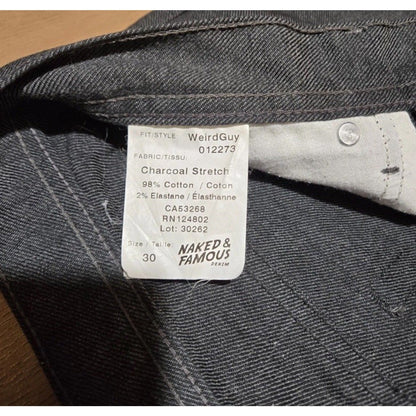 FIT/STYLE WeirdGuy
012273
FABRIC/TISSU
Charcoal Stretch
98% Cotton / Coton
2% Elastane / Élasthanne
CA53268
RN124802
Lot: 30262
Size / Taille
30
NAKED &
FAMOUS
DENIM